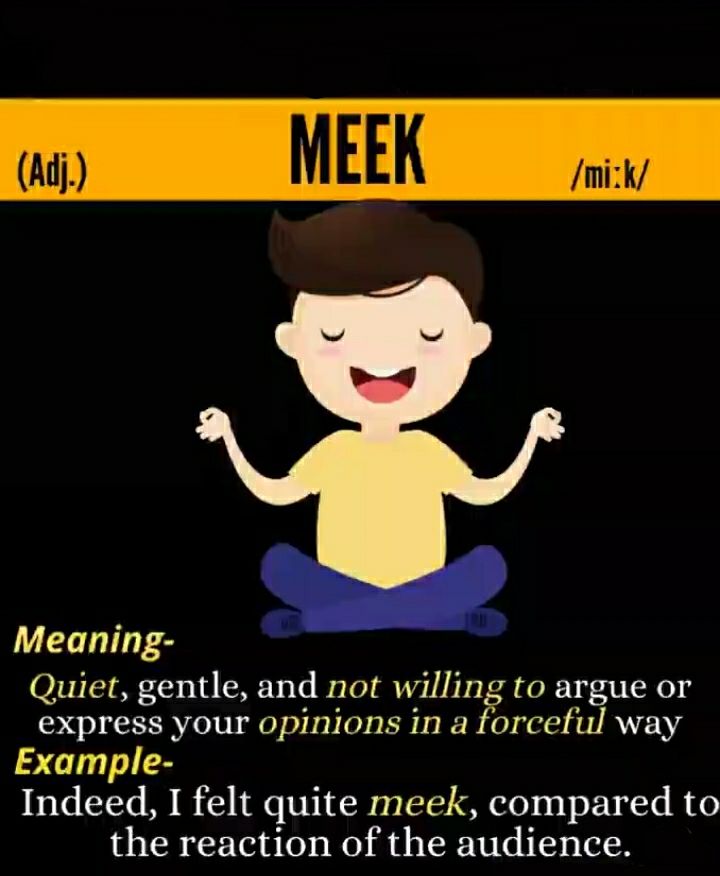 (Adj.) MEEK /miːk/
Meaning-
Quiet, gentle, and not willing to argue or
express your opinions in a forceful way
Example-
Indeed, I felt quite meek, compared to
the reaction of the audience.